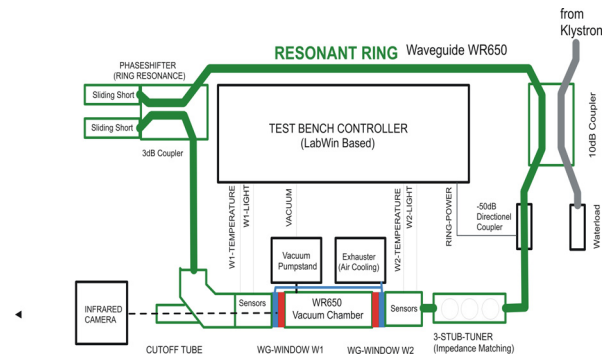 from
Klystron
RESONANT RING Waveguide WR650
PHASESHIFTER
(RING RESONANCE)
Sliding Short
Sliding Short
3dB Coupler
TEST BENCH CONTROLLER
(LabWin Based)
10dB Coupler
W1-TEMPERATURE
W1-LIGHT
VACUUM
W2-TEMPERATURE
W2-LIGHT
RING-POWER
-50dB
Directionel
Coupler
Waterload
Vacuum
Pumpstand
Exhauster
(Air Cooling)
INFRARED
CAMERA
Sensors
WR650
Vacuum Chamber
Sensors
CUTOFF TUBE
WG-WINDOW W1
WG-WINDOW W2
3-STUB-TUNER
(Impedance Matching)